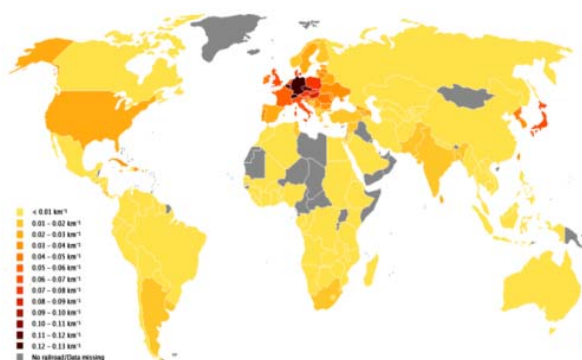 < 0.01 km⁻¹
0.01 – 0.02 km⁻¹
0.02 – 0.03 km⁻¹
0.03 – 0.04 km⁻¹
0.04 – 0.05 km⁻¹
0.05 – 0.06 km⁻¹
0.06 – 0.07 km⁻¹
0.07 – 0.08 km⁻¹
0.08 – 0.09 km⁻¹
0.09 – 0.10 km⁻¹
0.10 – 0.11 km⁻¹
0.11 – 0.12 km⁻¹
0.12 – 0.13 km⁻¹
No railroad/Data missing